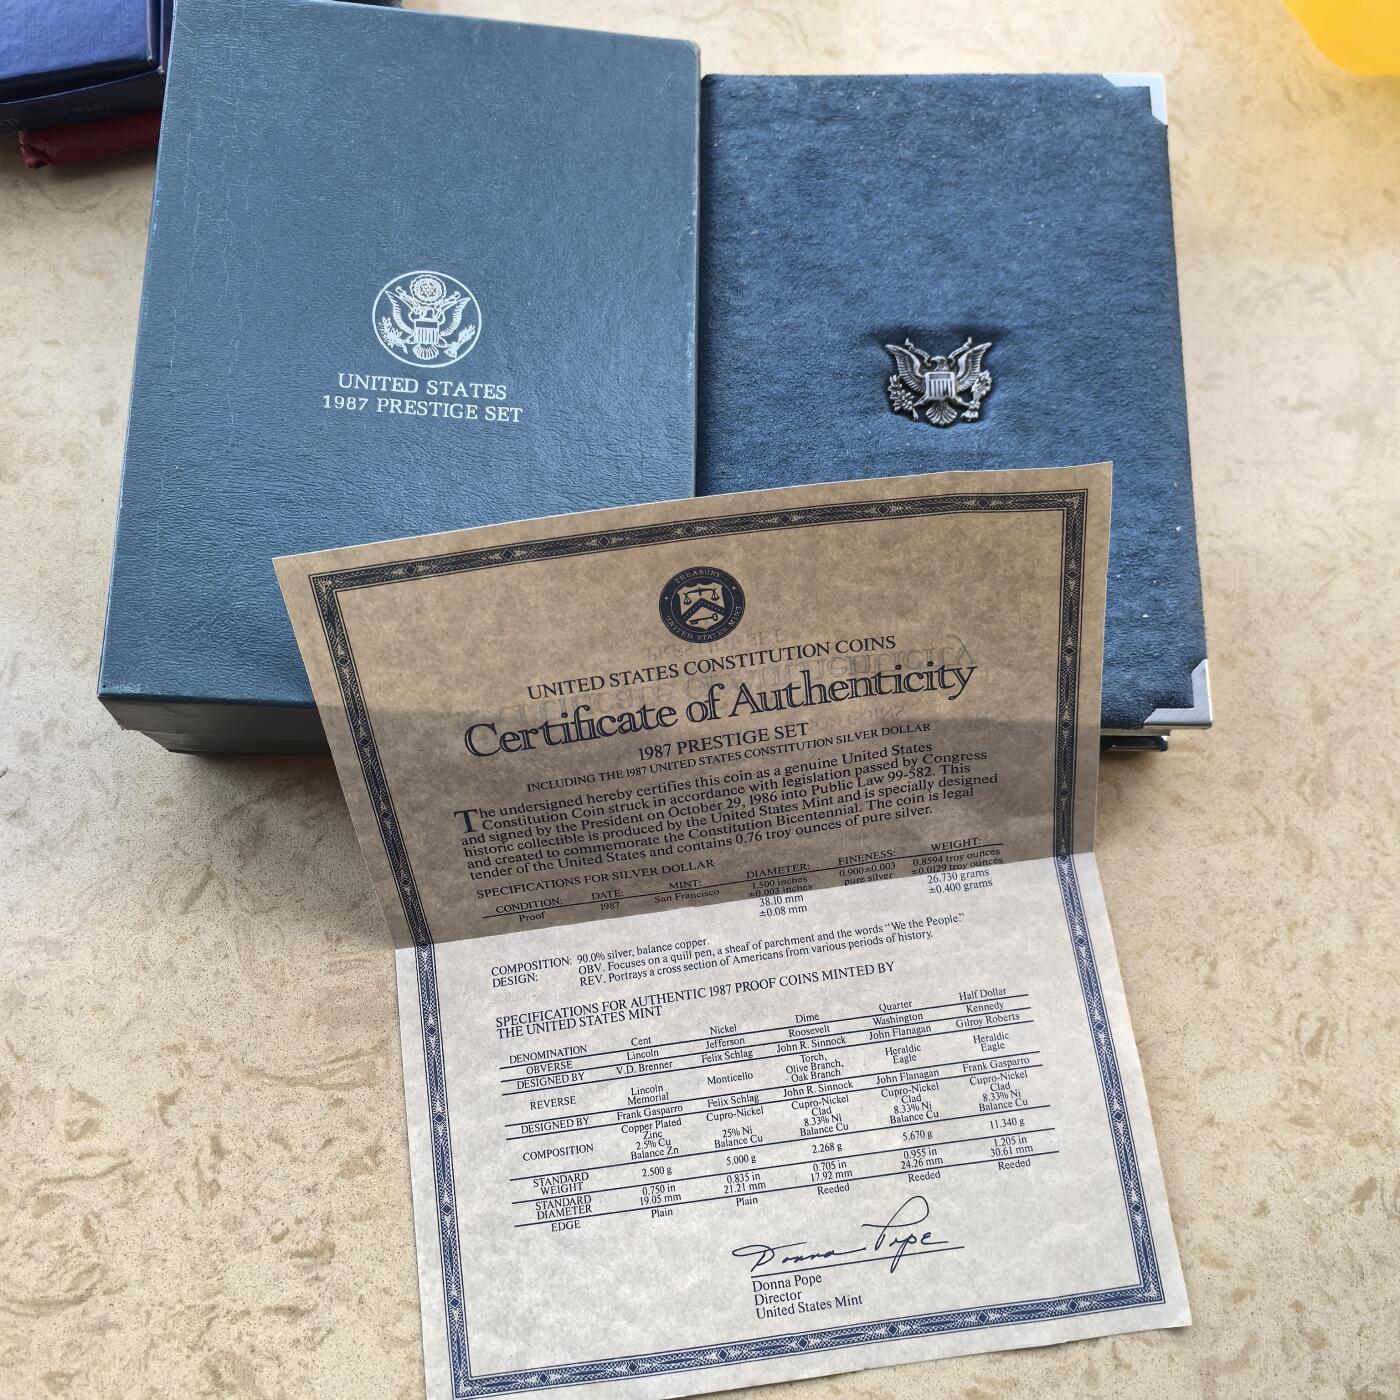 UNITED STATES
1987 PRESTIGE SET
TREASURY
UNITED STATES MINT
UNITED STATES CONSTITUTION COINS
Certificate of Authenticity
1987 PRESTIGE SET
INCLUDING THE 1987 UNITED STATES CONSTITUTION SILVER DOLLAR
The undersigned hereby certifies this coin as a genuine United States
Constitution Coin struck in accordance with legislation passed by Congress
and signed by the President on October 29, 1986 into Public Law 99-582. This
historic collectible is produced by the United States Mint and is specially designed
and created to commemorate the Constitution Bicentennial. The coin is legal
tender of the United States and contains 0.76 troy ounces of pure silver.
SPECIFICATIONS FOR SILVER DOLLAR
CONDITION: DATE: MINT: DIAMETER: FINENESS: WEIGHT:
Proof 1987 San Francisco 1.500 inches 0.900±0.003 0.8594 troy ounces
±0.003 inches pure silver ±0.0129 troy ounces
38.10 mm 26.730 grams
±0.08 mm ±0.400 grams
COMPOSITION: 90.0% silver, balance copper.
DESIGN: OBV. Focuses on a quill pen, a sheaf of parchment and the words “We the People.”
REV. Portrays a cross section of Americans from various periods of history.
SPECIFICATIONS FOR AUTHENTIC 1987 PROOF COINS MINTED BY
THE UNITED STATES MINT
DENOMINATION Cent Nickel Dime Quarter Half Dollar
OBVERSE Lincoln Jefferson Roosevelt Washington Kennedy
DESIGNED BY V.D. Brenner Felix Schlag John R. Sinnock John Flanagan Gilroy Roberts
REVERSE Lincoln Memorial Monticello Torch, Olive Branch, Oak Branch Heraldic Eagle Heraldic Eagle
DESIGNED BY Frank Gasparro Felix Schlag John R. Sinnock John Flanagan Frank Gasparro
COMPOSITION Copper Plated Zinc 2.5% Cu Balance Zn Cupro-Nickel 25% Ni Balance Cu Cupro-Nickel Clad 8.33% Ni Balance Cu Cupro-Nickel Clad 8.33% Ni Balance Cu Cupro-Nickel Clad 8.33% Ni Balance Cu
STANDARD WEIGHT 2.500 g 5.000 g 2.268 g 5.670 g 11.340 g
STANDARD DIAMETER 0.750 in 19.05 mm 0.835 in 21.21 mm 0.705 in 17.92 mm 0.955 in 24.26 mm 1.205 in 30.61 mm
EDGE Plain Plain Reeded Reeded Reeded
Donna Pope
Donna Pope
Director
United States Mint